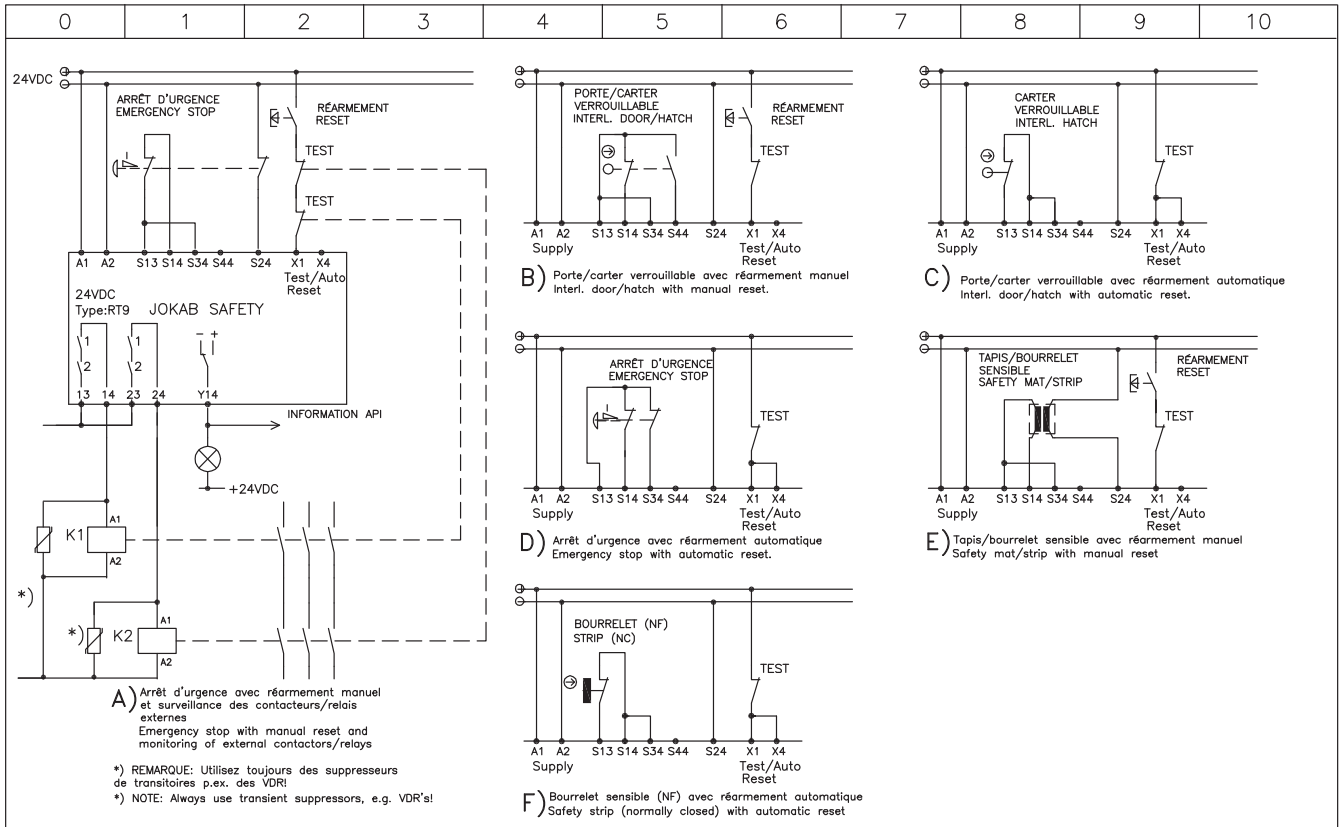 0 1 2 3 4 5 6 7 8 9 10
24VDC
ARRÊT D'URGENCE
EMERGENCY STOP
RÉARMEMENT
RESET
TEST
TEST
A1 A2 S13 S14 S34 S44 S24 X1 X4
Test/Auto
Reset
24VDC
Type:RT9 JOKAB SAFETY
- +
1 1
2 2
13 14 23 24 Y14
INFORMATION API
+24VDC
K1
A1
A2
*)
*)
K2
A1
A2
A) Arrêt d'urgence avec réarmement manuel
et surveillance des contacteurs/relais
externes
Emergency stop with manual reset and
monitoring of external contactors/relays
*) REMARQUE: Utilisez toujours des suppresseurs
de transitoires p.ex. des VDR!
*) NOTE: Always use transient suppressors, e.g. VDR's!
PORTE/CARTER
VERROUILLABLE
INTERL. DOOR/HATCH
RÉARMEMENT
RESET
TEST
A1 A2 S13 S14 S34 S44 S24 X1 X4
Supply Test/Auto
Reset
B) Porte/carter verrouillable avec réarmement manuel
Interl. door/hatch with manual reset.
CARTER
VERROUILLABLE
INTERL. HATCH
TEST
A1 A2 S13 S14 S34 S44 S24 X1 X4
Supply Test/Auto
Reset
C) Porte/carter verrouillable avec réarmement automatique
Interl. door/hatch with automatic reset.
ARRÊT D'URGENCE
EMERGENCY STOP
TEST
A1 A2 S13 S14 S34 S44 S24 X1 X4
Supply Test/Auto
Reset
D) Arrêt d'urgence avec réarmement automatique
Emergency stop with automatic reset.
TAPIS/BOURRELET
SENSIBLE
SAFETY MAT/STRIP
RÉARMEMENT
RESET
TEST
A1 A2 S13 S14 S34 S44 S24 X1 X4
Supply Test/Auto
Reset
E) Tapis/bourrelet sensible avec réarmement manuel
Safety mat/strip with manual reset
BOURRELET (NF)
STRIP (NC)
TEST
A1 A2 S13 S14 S34 S44 S24 X1 X4
Supply Test/Auto
Reset
F) Bourrelet sensible (NF) avec réarmement automatique
Safety strip (normally closed) with automatic reset